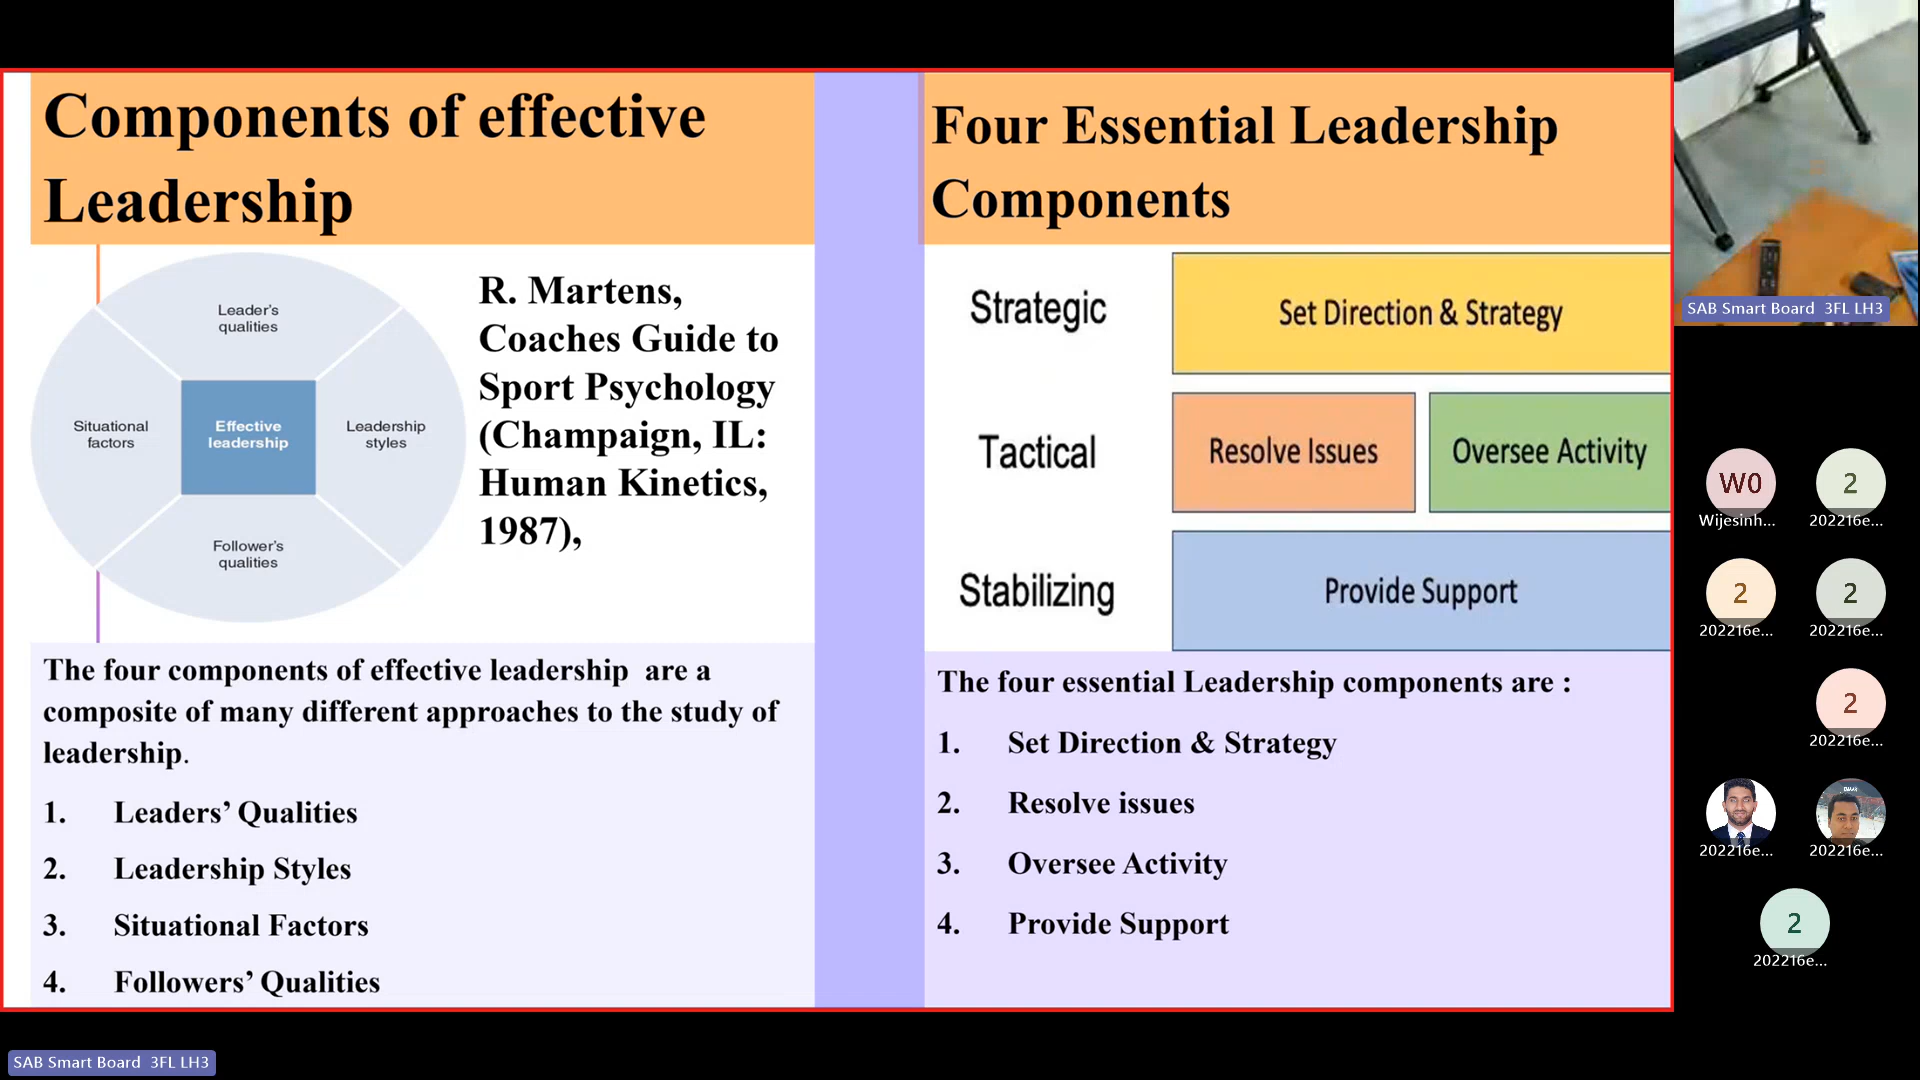 Components of effective
Leadership
Leader's
qualities
Situational
factors
Effective
leadership
Leadership
styles
Follower's
qualities
R. Martens,
Coaches Guide to
Sport Psychology
(Champaign, IL:
Human Kinetics,
1987),
The four components of effective leadership are a
composite of many different approaches to the study of
leadership.
1. Leaders’ Qualities
2. Leadership Styles
3. Situational Factors
4. Followers’ Qualities
Four Essential Leadership
Components
Strategic
Set Direction & Strategy
Tactical
Resolve Issues
Oversee Activity
Stabilizing
Provide Support
The four essential Leadership components are :
1. Set Direction & Strategy
2. Resolve issues
3. Oversee Activity
4. Provide Support
SAB Smart Board 3FL LH3
W0
Wijesinh...
2
202216e...
2
202216e...
2
202216e...
2
202216e...
202216e...
202216e...
2
202216e...
SAB Smart Board 3FL LH3